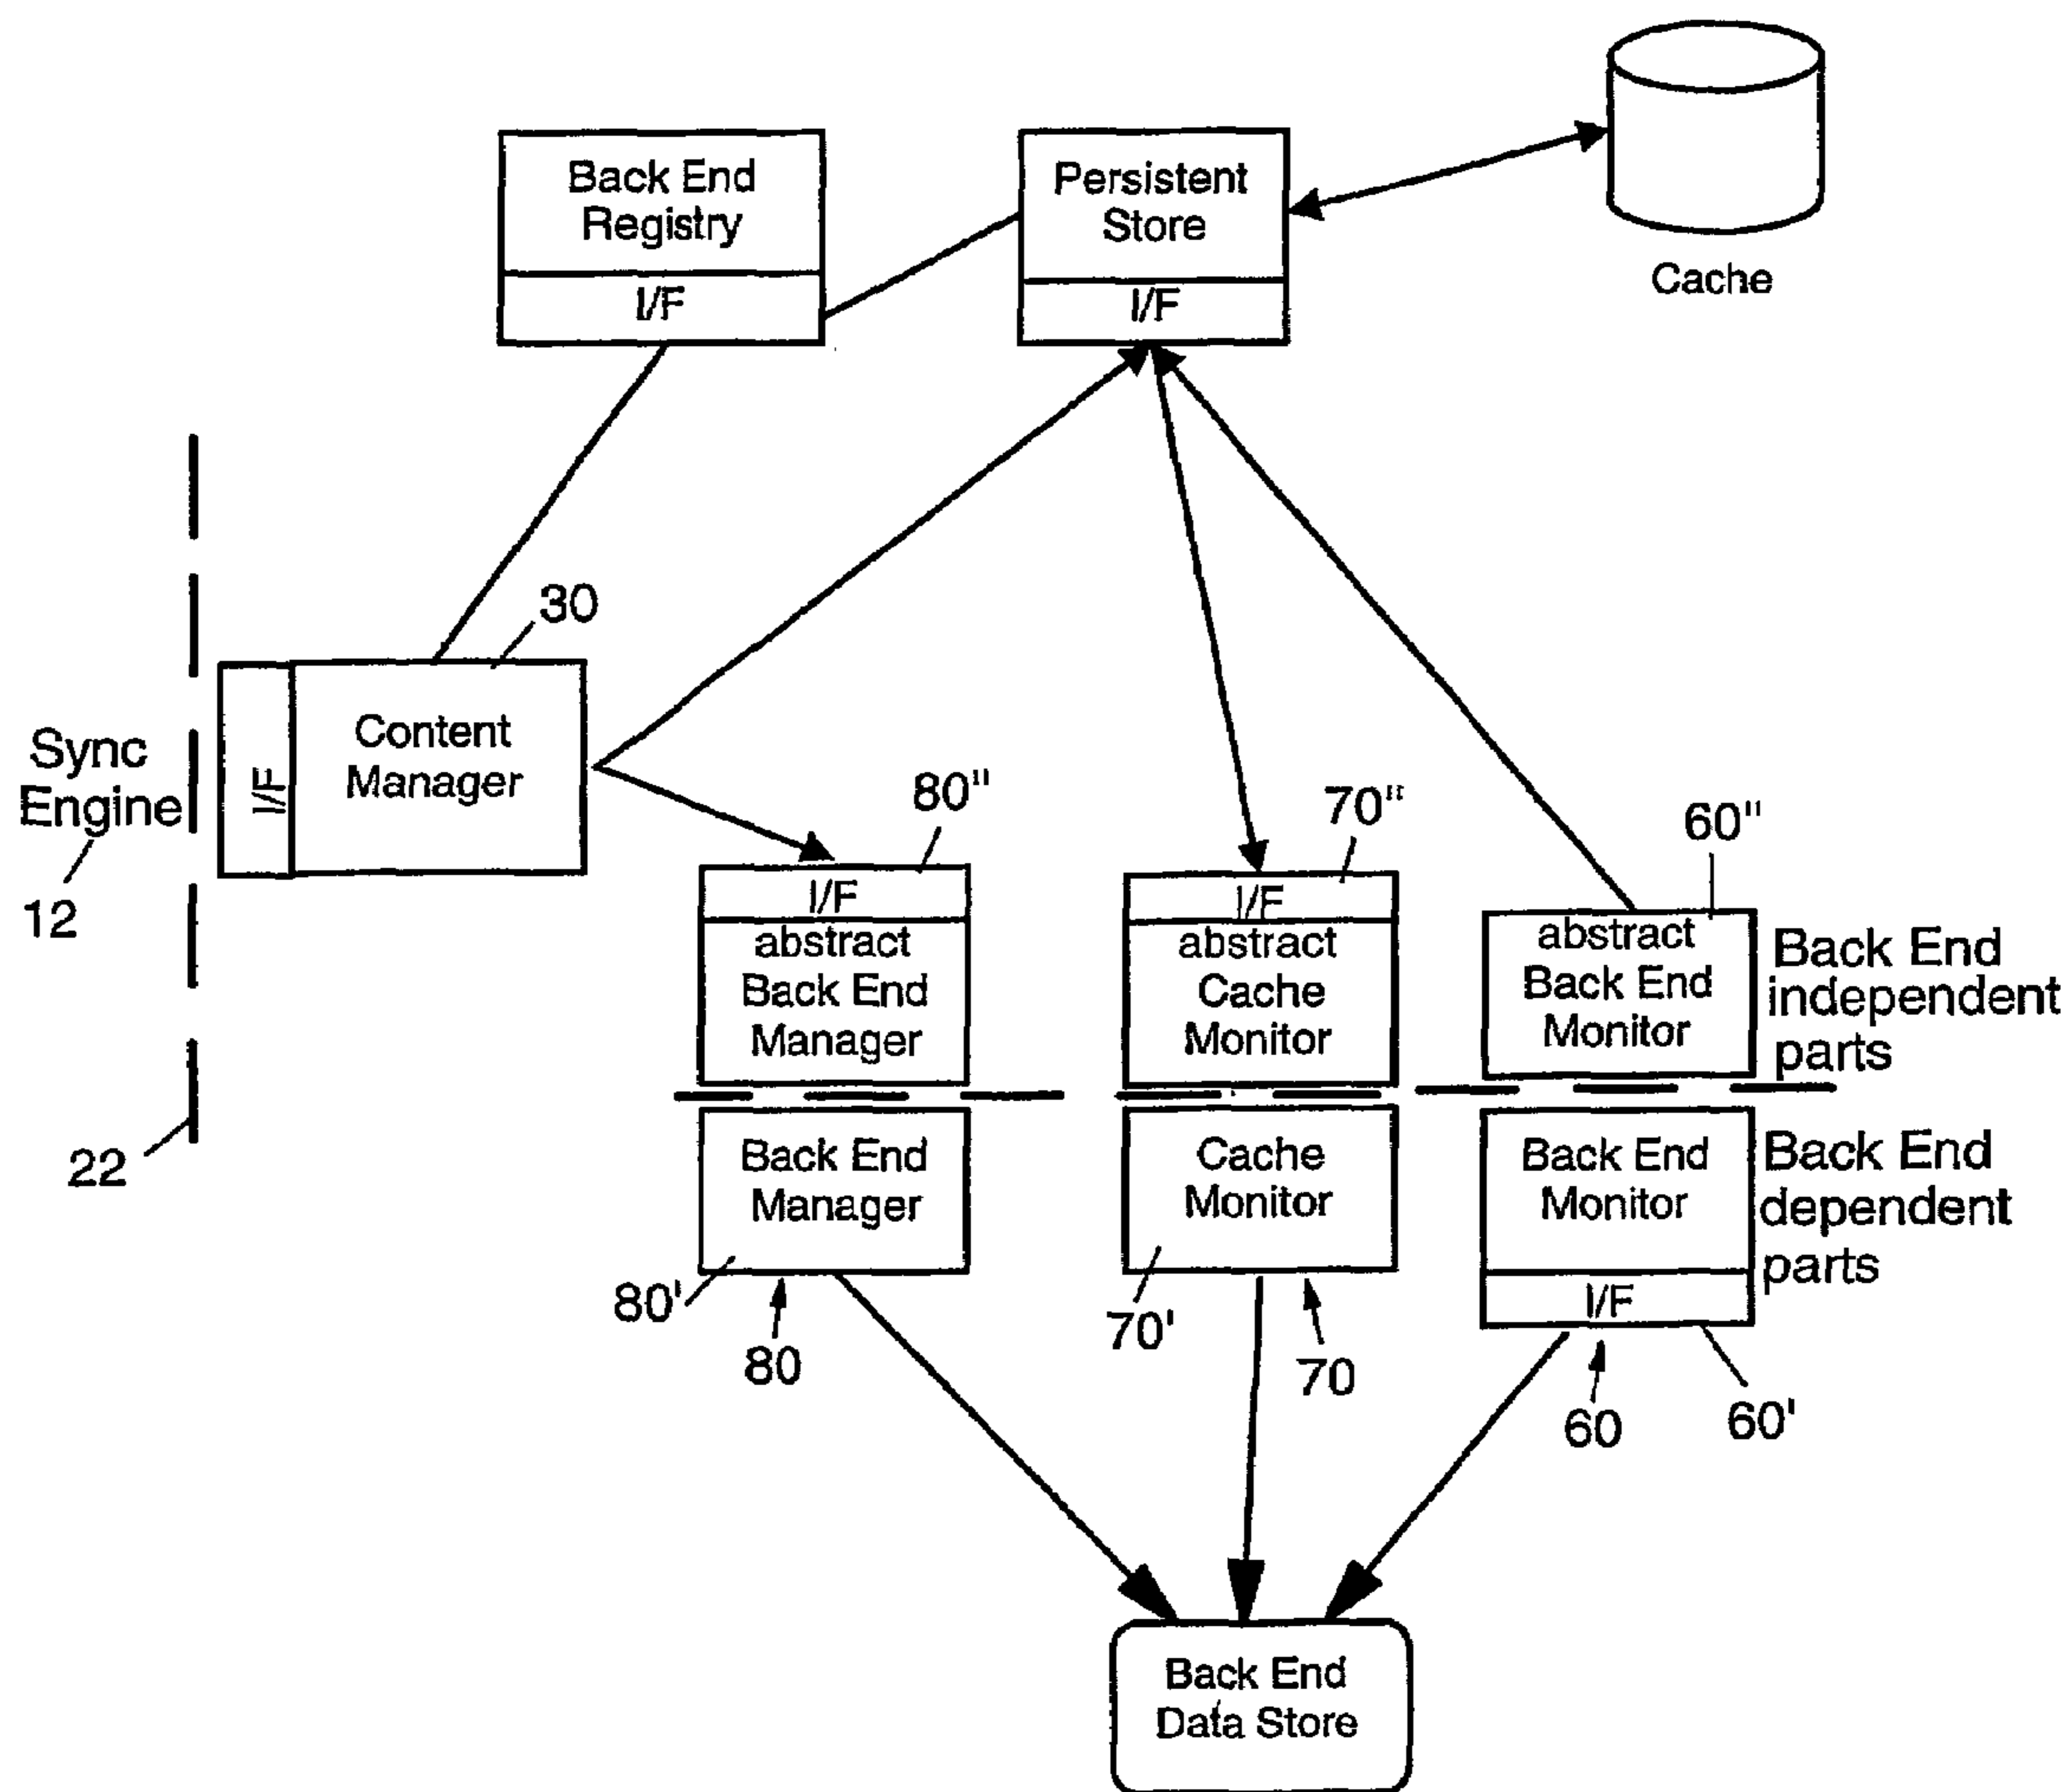 Back End
Registry
I/F
Persistent
Store
I/F
Cache
30
Sync
Engine
12
I/F
Content
Manager
22
80"
I/F
abstract
Back End
Manager
70"
I/F
abstract
Cache
Monitor
60"
abstract
Back End
Monitor
Back End
independent
parts
Back End
Manager
80'
80
Cache
Monitor
70'
70
Back End
Monitor
I/F
60
60'
Back End
dependent
parts
Back End
Data Store